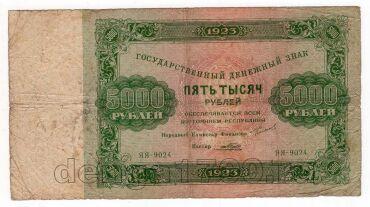 1923
ГОСУДАРСТВЕННЫЙ ДЕНЕЖНЫЙ ЗНАК
5000 РУБЛЕЙ
ПЯТЬ ТЫСЯЧ
РУБЛЕЙ
5000 РУБЛЕЙ
ОБЕСПЕЧИВАЕТСЯ ВСЕМ
ДОСТОЯНИЕМ РЕСПУБЛИКИ
Народный Комиссар Финансов
Кассир
ЯЯ-9024
ЯЯ-9024
1923